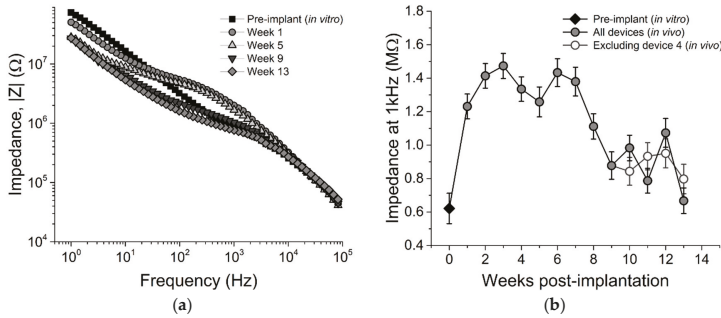 Impedance, |Z| (Ω)
10⁷
10⁶
10⁵
10⁴
Pre-implant (in vitro)
Week 1
Week 5
Week 9
Week 13
10⁰ 10¹ 10² 10³ 10⁴ 10⁵
Frequency (Hz)
(a)
Impedance at 1kHz (MΩ)
1.8
1.6
1.4
1.2
1.0
0.8
0.6
0.4
Pre-implant (in vitro)
All devices (in vivo)
Excluding device 4 (in vivo)
0 2 4 6 8 10 12 14
Weeks post-implantation
(b)